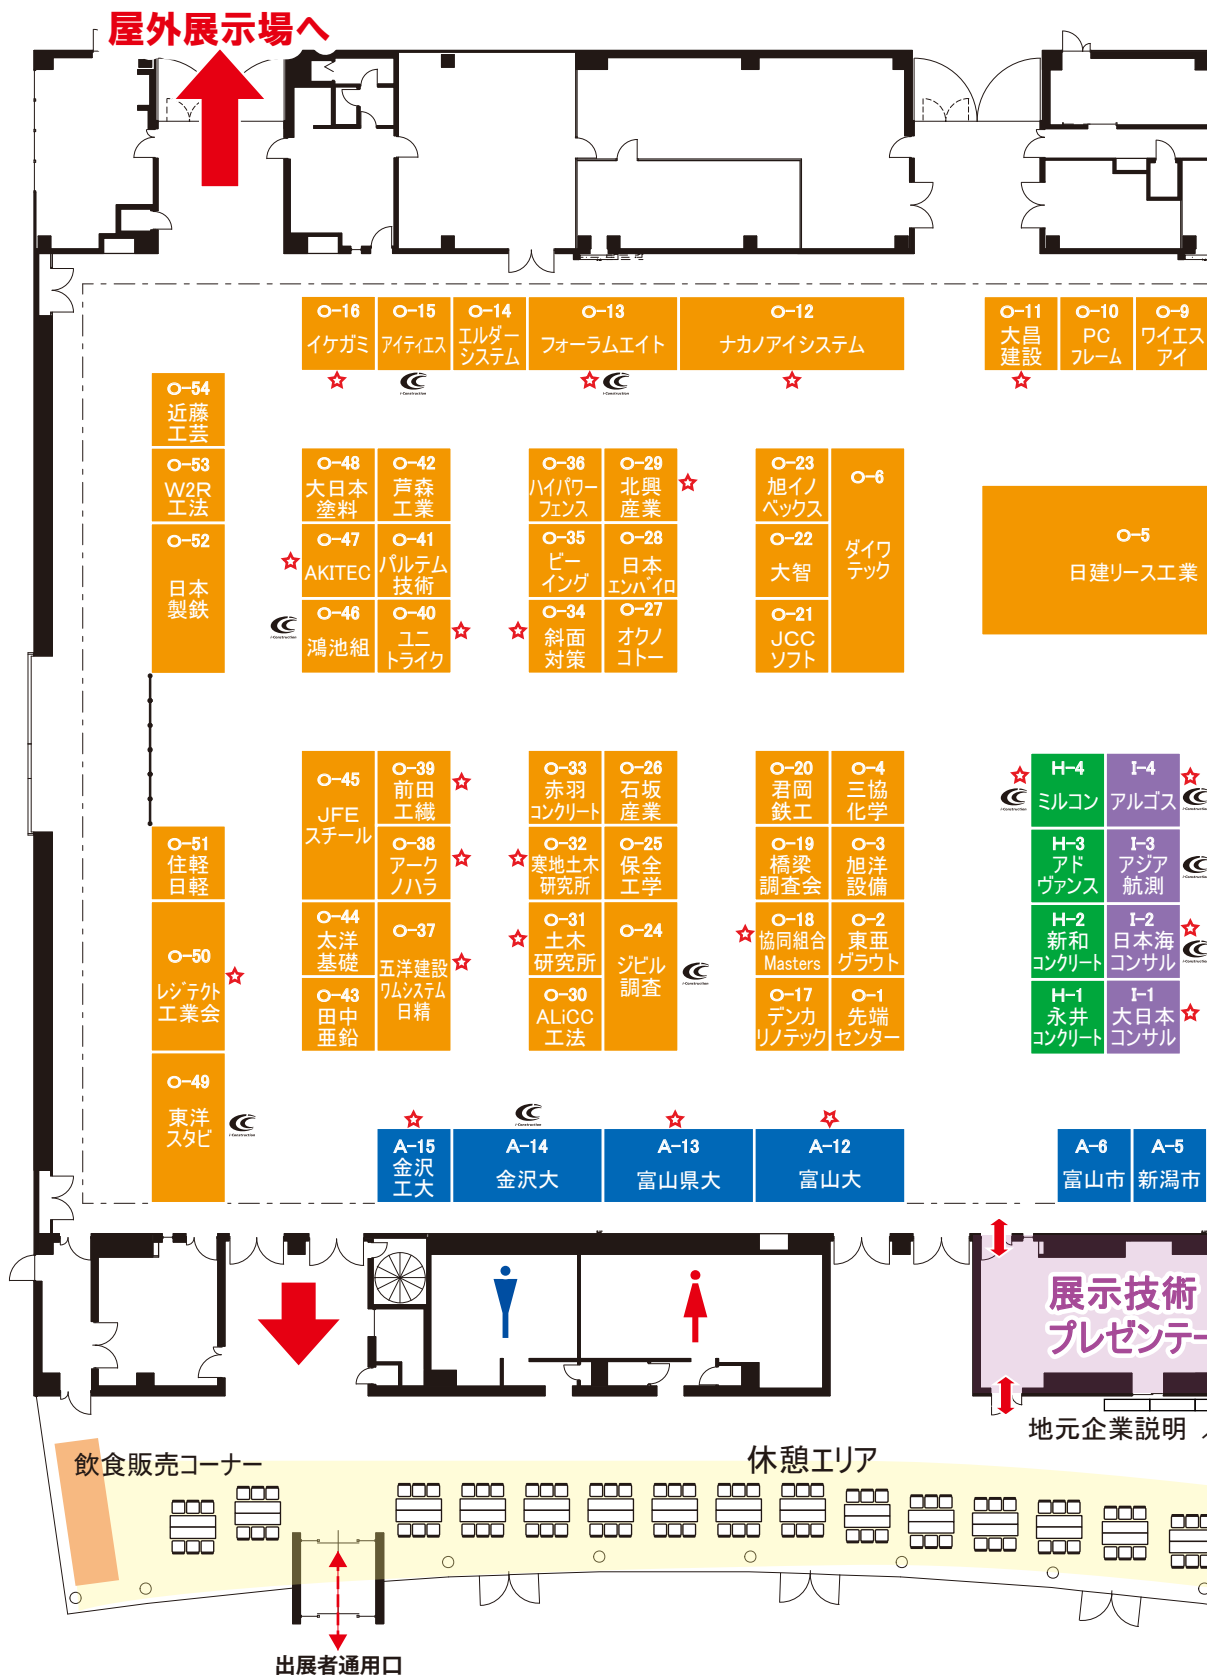 屋外展示場へ
O-16
イケガミ
O-15
アイティエス
O-14
エルダー
システム
O-13
フォーラムエイト
O-12
ナカノアイシステム
O-11
大昌
建設
O-10
PC
フレーム
O-9
ワイエス
アイ
i-Construction
i-Construction
O-54
近藤
工芸
O-53
W2R
工法
O-52
日本
製鉄
O-48
大日本
塗料
O-42
芦森
工業
O-47
AKITEC
O-41
パルテム
技術
O-46
鴻池組
O-40
ユニ
トライク
i-Construction
O-36
ハイパワー
フェンス
O-29
北興
産業
O-35
ビー
イング
O-28
日本
エンバイロ
O-34
斜面
対策
O-27
オクノ
コトー
O-23
旭イノ
ベックス
O-22
大智
O-21
JCC
ソフト
O-6
ダイワ
テック
O-5
日建リース工業
O-51
住軽
日軽
O-50
レジテクト
工業会
O-49
東洋
スタビ
i-Construction
O-45
JFE
スチール
O-39
前田
工繊
O-38
アーク
ノハラ
O-44
太洋
基礎
O-37
五洋建設
ワムシステム
日精
O-43
田中
亜鉛
O-33
赤羽
コンクリート
O-26
石坂
産業
O-32
寒地土木
研究所
O-25
保全
工学
O-31
土木
研究所
O-24
ジビル
調査
i-Construction
O-30
ALiCC
工法
O-20
君岡
鉄工
O-4
三協
化学
O-19
橋梁
調査会
O-3
旭洋
設備
O-18
協同組合
Masters
O-2
東亜
グラウト
O-17
デンカ
リノテック
O-1
先端
センター
H-4
ミルコン
i-Construction
I-4
アルゴス
i-Construction
H-3
アド
ヴァンス
I-3
アジア
航測
i-Construction
H-2
新和
コンクリート
I-2
日本海
コンサル
i-Construction
H-1
永井
コンクリート
I-1
大日本
コンサル
i-Construction
A-15
金沢
工大
A-14
金沢大
A-13
富山県大
A-12
富山大
A-6
富山市
A-5
新潟市
展示技術
プレゼンテー
地元企業説明
飲食販売コーナー
休憩エリア
出展者通用口